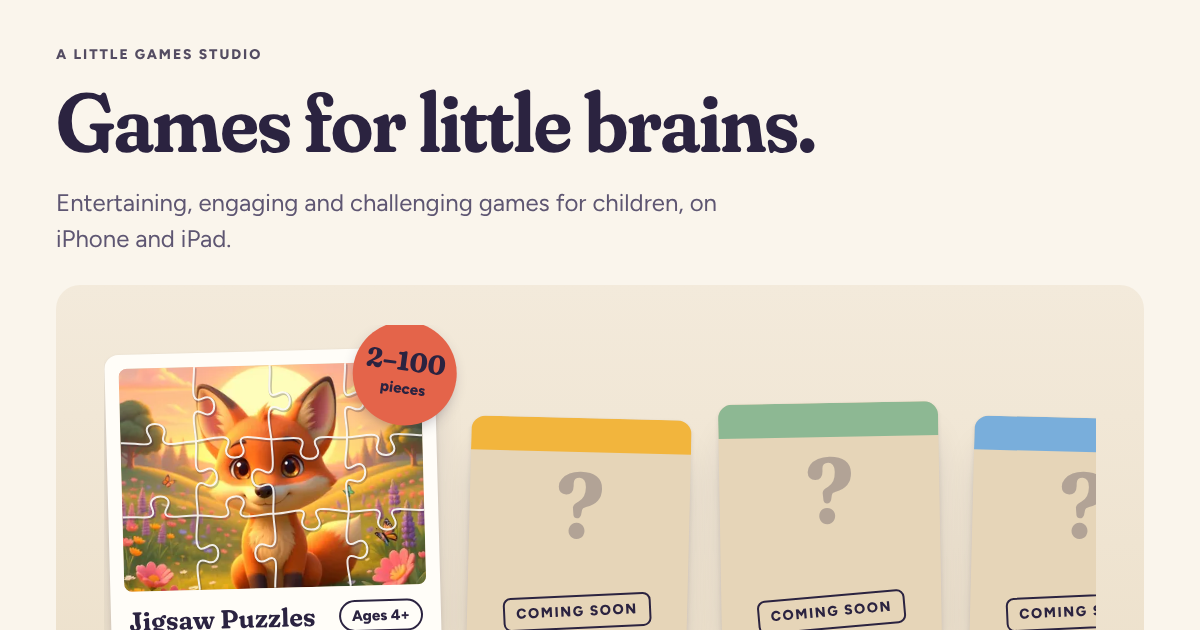 A LITTLE GAMES STUDIO
Games for little brains.
Entertaining, engaging and challenging games for children, on
iPhone and iPad.
2–100
pieces
?
?
?
Jigsaw Puzzles
Ages 4+
COMING SOON
COMING SOON
COMING